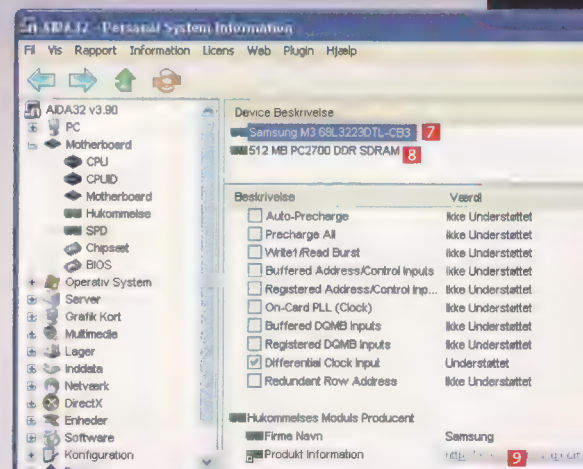 AIDA32 - Personal System Information
Fil Vis Rapport Information Licens Web Plugin Hjælp
AIDA32 v3.90
PC
Motherboard
CPU
CPUID
Motherboard
Hukommelse
SPD
Chipset
BIOS
Operativ System
Server
Grafik Kort
Multimedie
Lager
Inddata
Netværk
DirectX
Enheder
Software
Konfiguration
Device Beskrivelse
Samsung M3 68L3223DTL-CB3 7
512 MB PC2700 DDR SDRAM 8
Beskrivelse Værdi
Auto-Precharge Ikke Understøttet
Precharge All Ikke Understøttet
Write1/Read Burst Ikke Understøttet
Buffered Address/Control Inputs Ikke Understøttet
Registered Address/Control Inp... Ikke Understøttet
On-Card PLL (Clock) Ikke Understøttet
Buffered DQMB Inputs Ikke Understøttet
Registered DQMB Inputs Ikke Understøttet
Differential Clock Input Understøttet
Redundant Row Address Ikke Understøttet
Hukommelses Moduls Producent
Firme Navn Samsung
Produkt Information 9